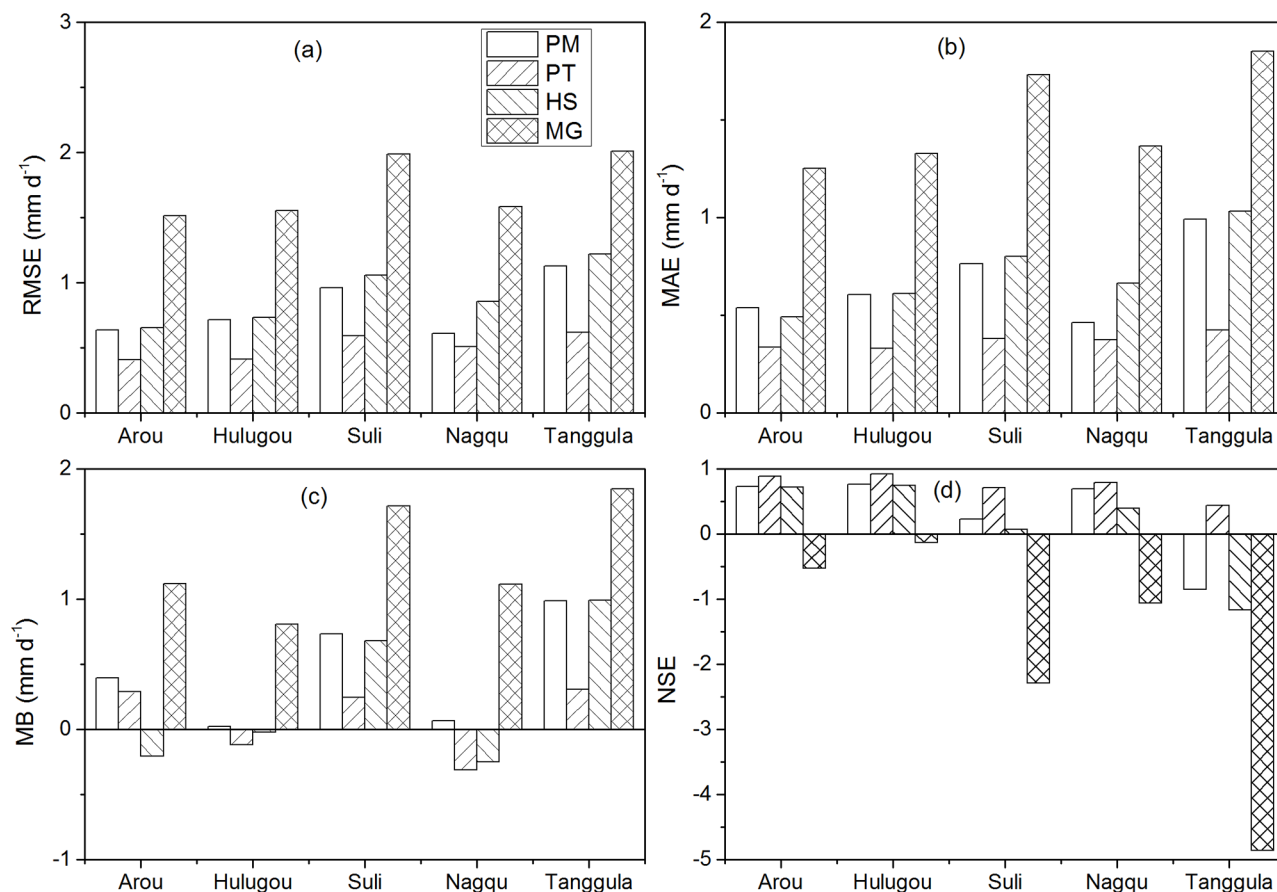 (a)
PM
PT
HS
MG
RMSE (mm d-1)
3
2
1
0
Arou Hulugou Suli Nagqu Tanggula
(b)
MAE (mm d-1)
2
1
0
Arou Hulugou Suli Nagqu Tanggula
(c)
MB (mm d-1)
2
1
0
-1
Arou Hulugou Suli Nagqu Tanggula
(d)
NSE
1
0
-1
-2
-3
-4
-5
Arou Hulugou Suli Nagqu Tanggula